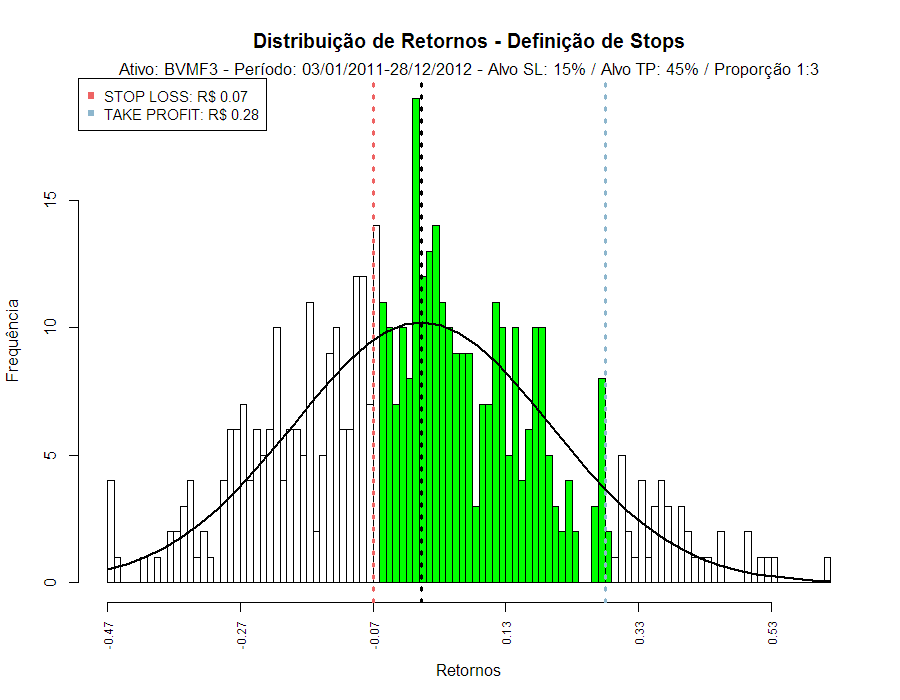 Distribuição de Retornos - Definição de Stops
Ativo: BVMF3 - Período: 03/01/2011-28/12/2012 - Alvo SL: 15% / Alvo TP: 45% / Proporção 1:3
STOP LOSS: R$ 0.07
TAKE PROFIT: R$ 0.28
Frequência
15
10
5
0
-0.47
-0.27
-0.07
0.13
0.33
0.53
Retornos